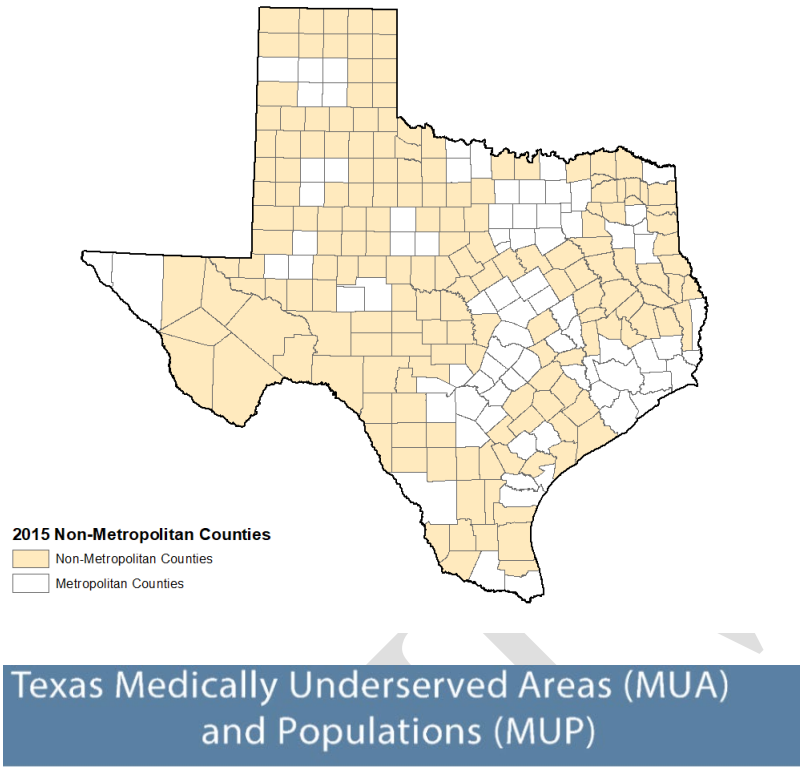 2015 Non-Metropolitan Counties
Non-Metropolitan Counties
Metropolitan Counties
Texas Medically Underserved Areas (MUA)
and Populations (MUP)